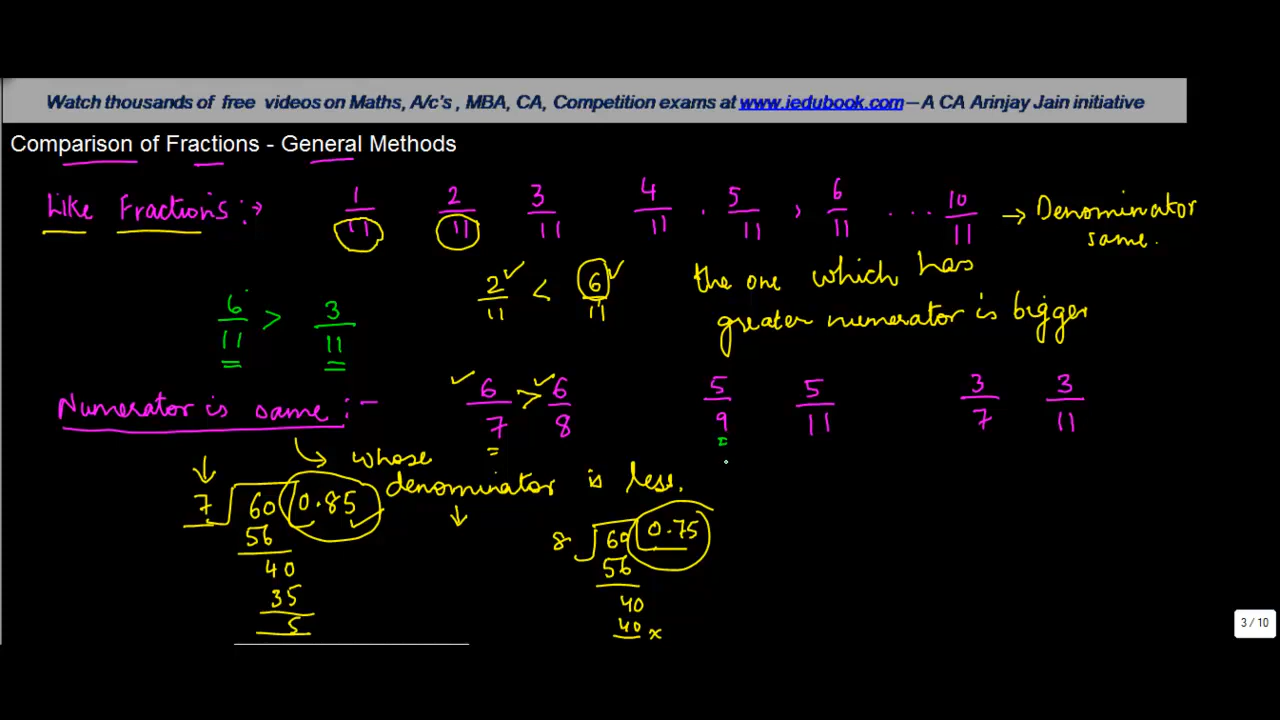 Watch thousands of free videos on Maths, A/c's , MBA, CA, Competition exams at www.iedubook.com – A CA Arinjay Jain initiative
Comparison of Fractions - General Methods
Like Fractions :→ 1/11 2/11 3/11 4/11 , 5/11 , 6/11 .... 10/11 → Denominator same.
2/11 < 6/11 the one which has
greater numerator is bigger
6/11 > 3/11
Numerator is same :- 6/7 > 6/8 5/9 5/11 3/7 3/11
whose
denominator is less.
7 60 0.85
56
40
35
5
8 60 0.75
56
40
40
x
3 / 10